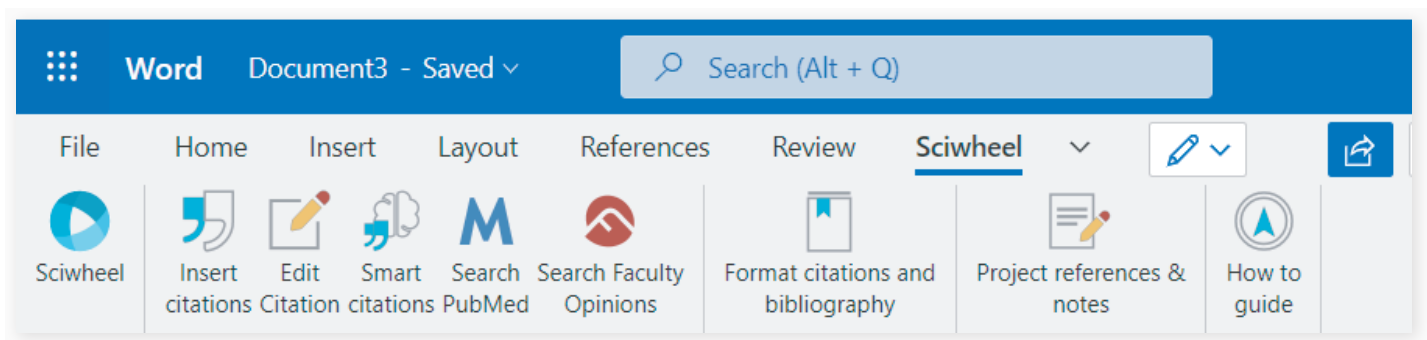 Word Document3 - Saved Search (Alt + Q)
File Home Insert Layout References Review Sciwheel
Sciwheel Insert Edit Smart Search Search Faculty Format citations and Project references & How to
citations Citation citations PubMed Opinions bibliography notes guide